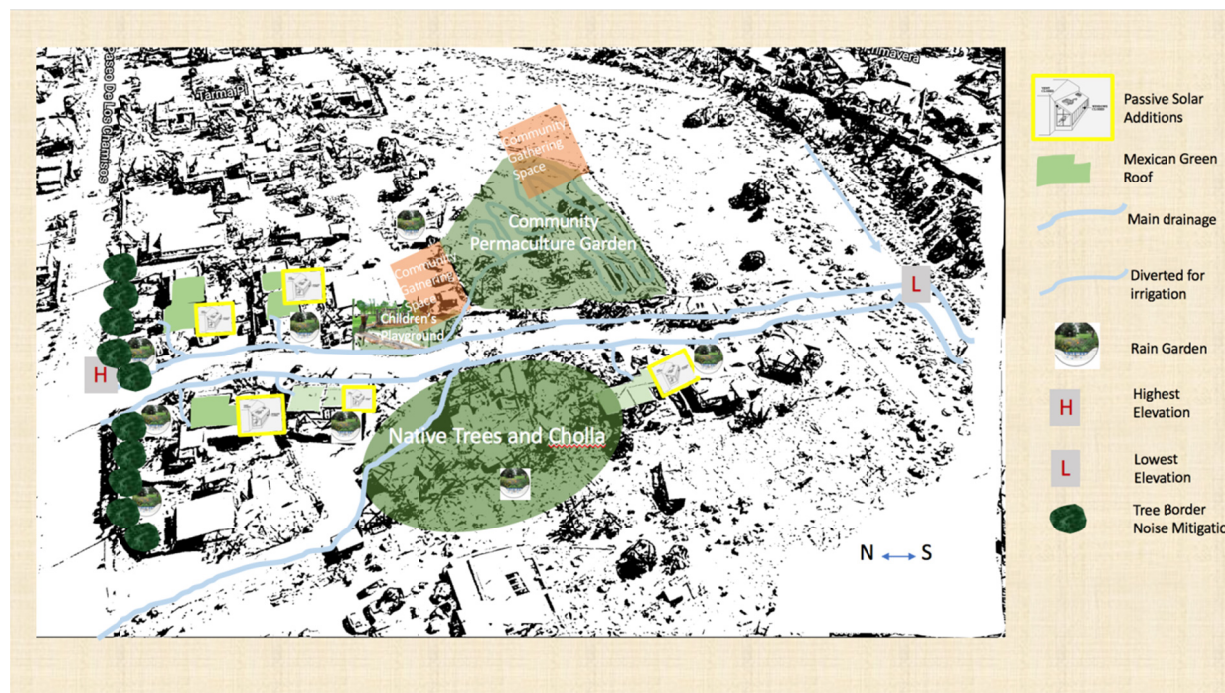 Primavera
Tarma Pl
Paseo De Los Chamisos
Community
Gathering
Space
Community
Permaculture Garden
Community
Gathering
Space
Children's
Playground
H
L
Native Trees and Cholla
N
S
Passive Solar
Additions
Mexican Green
Roof
Main drainage
Diverted for
irrigation
Rain Garden
H
Highest
Elevation
L
Lowest
Elevation
Tree Border
Noise Mitigatio